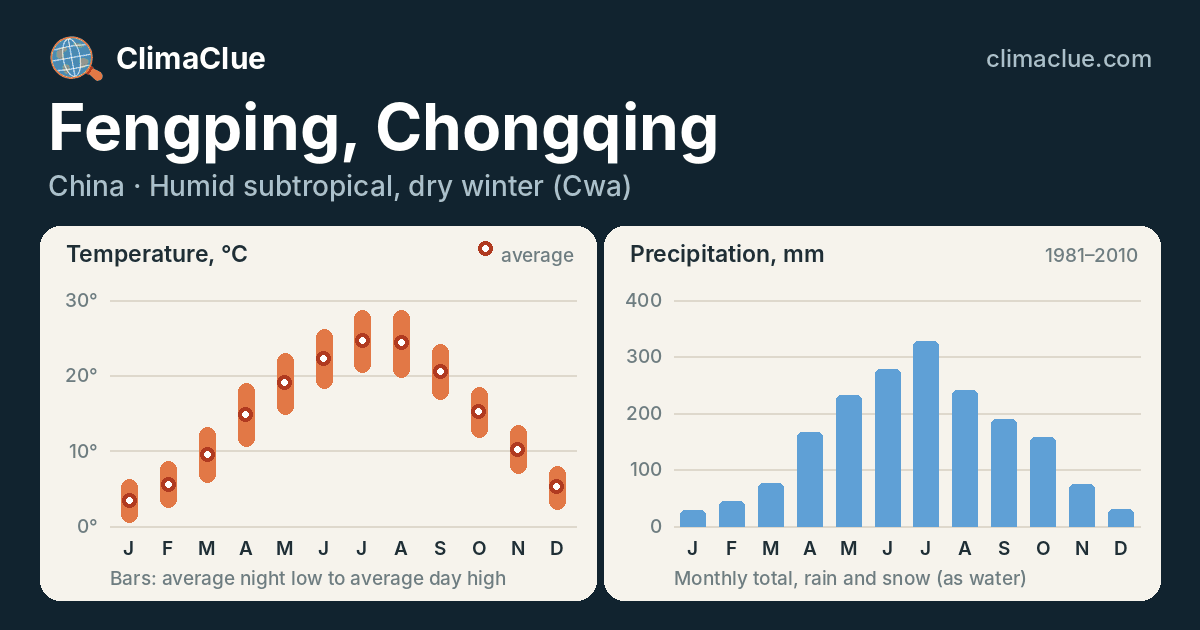 ClimaClue
climaclue.com
Fengping, Chongqing
China · Humid subtropical, dry winter (Cwa)
Temperature, °C
average
30°
20°
10°
0°
J F M A M J J A S O N D
Bars: average night low to average day high
Precipitation, mm
1981–2010
400
300
200
100
0
J F M A M J J A S O N D
Monthly total, rain and snow (as water)